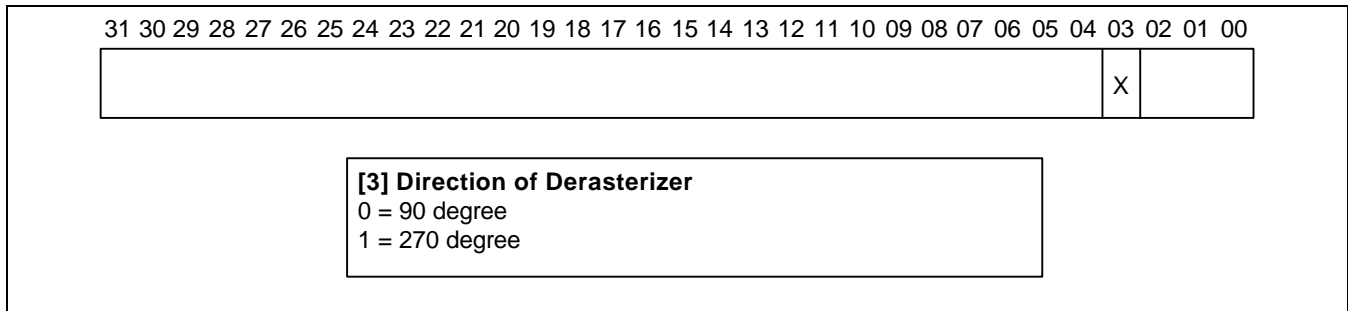 31 30 29 28 27 26 25 24 23 22 21 20 19 18 17 16 15 14 13 12 11 10 09 08 07 06 05 04 03 02 01 00
X
[3] Direction of Derasterizer
0 = 90 degree
1 = 270 degree